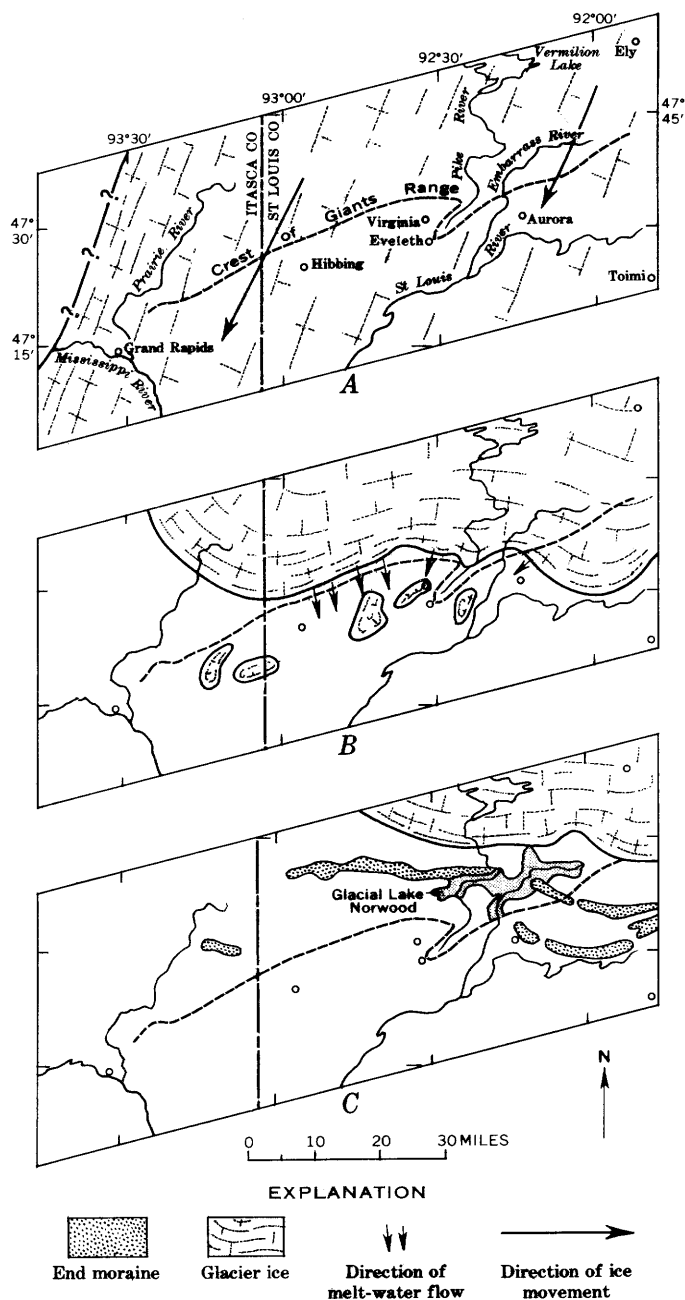 92°00'
Vermilion
Lake
Ely
92°30'
47°
45'
93°00'
93°30'
ITASCA CO
ST LOUIS CO
Pike River
Embarrass River
Prairie River
Crest of Giants Range
Virginia
Eveleth
Aurora
47°
30'
Hibbing
St Louis River
Toimi
47°
15'
Grand Rapids
Mississippi River
? ? ?
A
B
Glacial Lake
Norwood
C
N
0 10 20 30 MILES
EXPLANATION
End moraine
Glacier ice
Direction of
melt-water flow
Direction of ice
movement